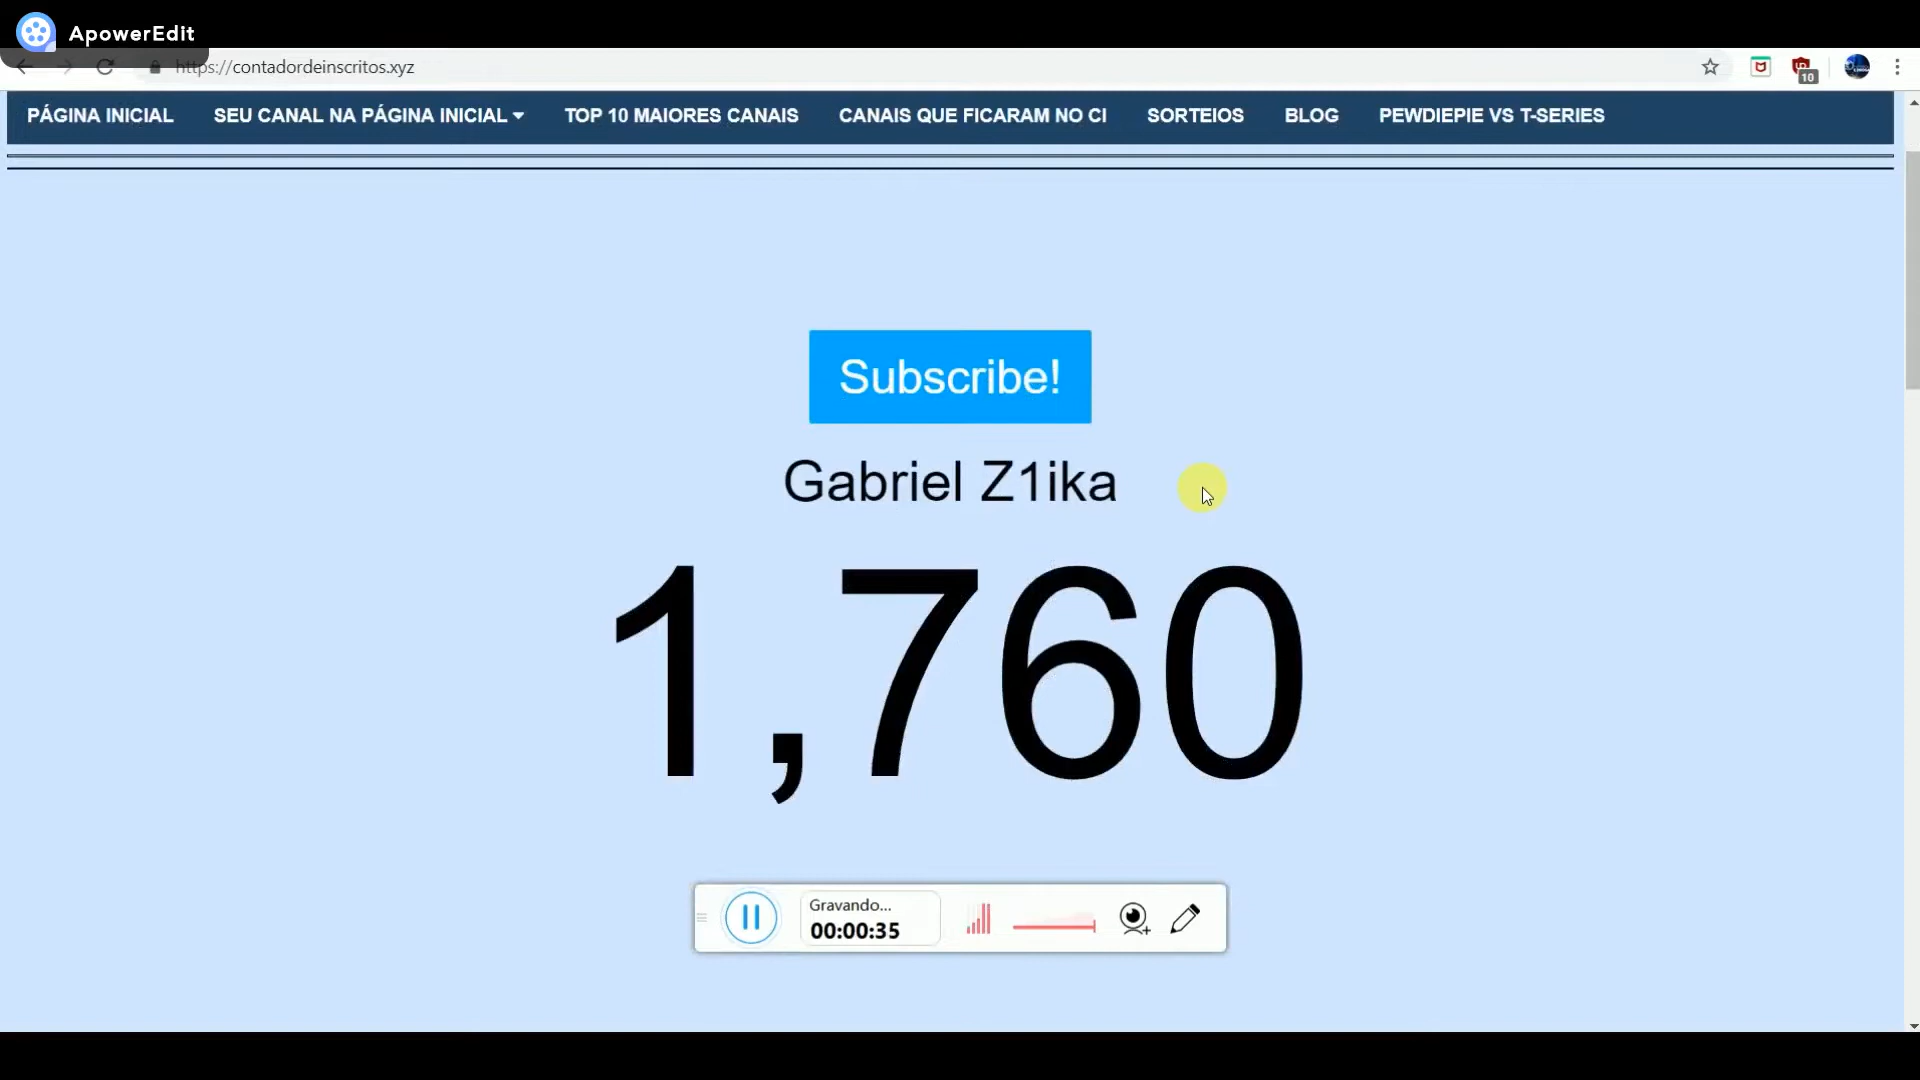 ApowerEdit
https://contadordeinscritos.xyz
10
PÁGINA INICIAL SEU CANAL NA PÁGINA INICIAL TOP 10 MAIORES CANAIS CANAIS QUE FICARAM NO CI SORTEIOS BLOG PEWDIEPIE VS T-SERIES
Subscribe!
Gabriel Z1ika
1,760
Gravando...
00:00:35